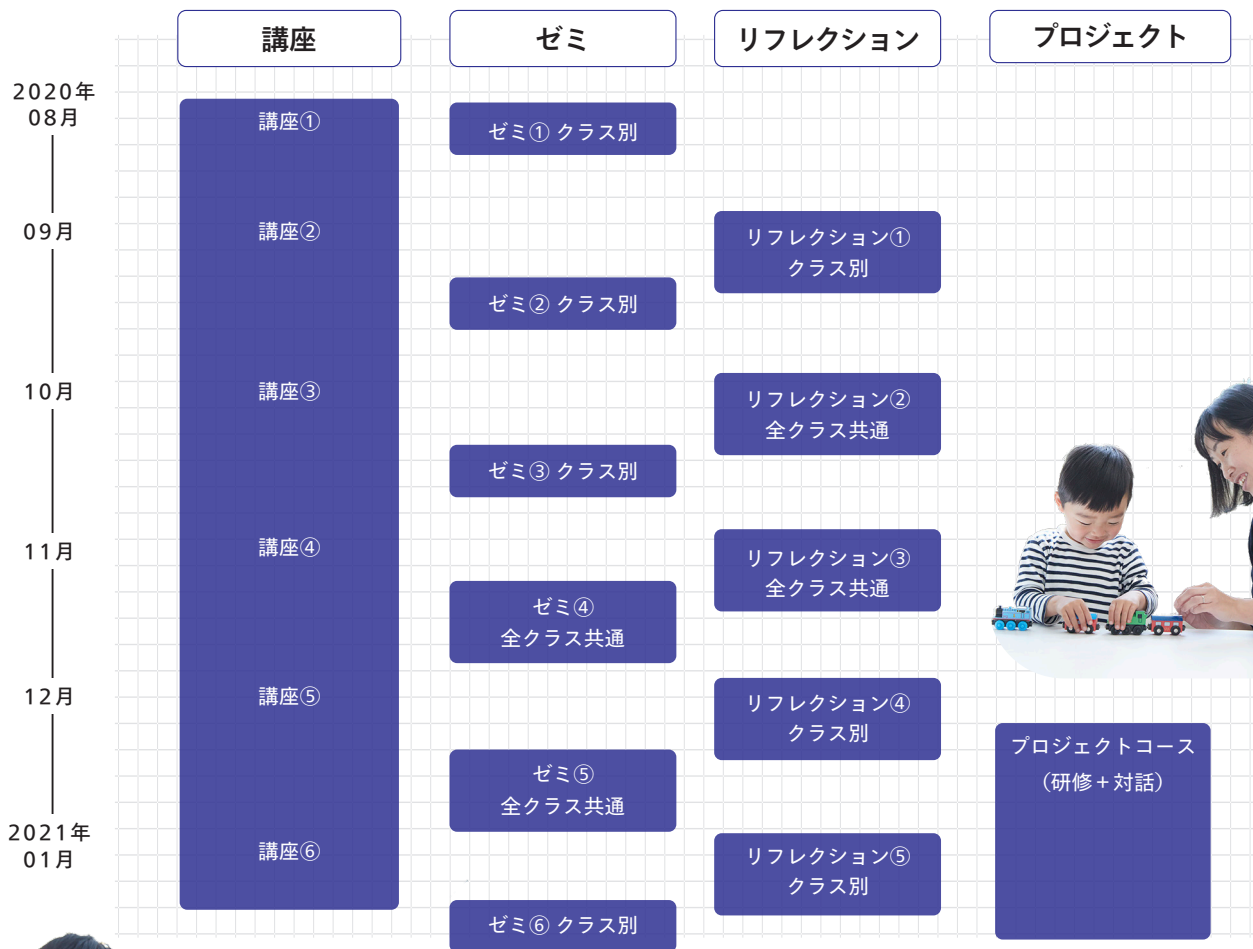 講座
ゼミ
リフレクション
プロジェクト
2020年
08月
講座①
ゼミ① クラス別
09月
講座②
リフレクション①
クラス別
ゼミ② クラス別
10月
講座③
リフレクション②
全クラス共通
ゼミ③ クラス別
11月
講座④
リフレクション③
全クラス共通
ゼミ④
全クラス共通
12月
講座⑤
リフレクション④
クラス別
プロジェクトコース
（研修+対話）
ゼミ⑤
全クラス共通
2021年
01月
講座⑥
リフレクション⑤
クラス別
ゼミ⑥ クラス別